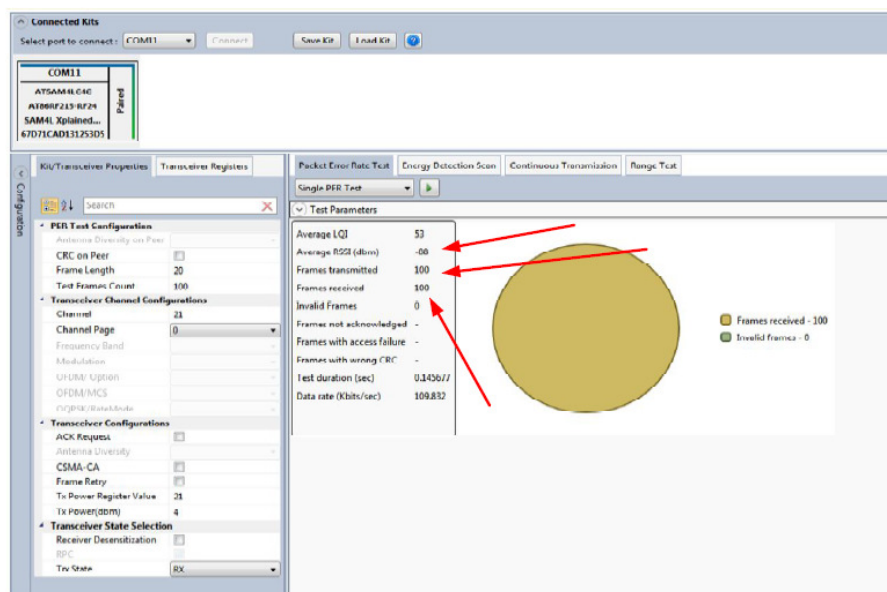 Connected Kits
Select port to connect : COM11 Connect Save Kit Load Kit ?
COM11
ATSAM4LC4C
AT86RF215-RF24
SAM4L Xplained...
67D71CAD131253D5
Paired
Configuration
Kit/Transceiver Properties Transceiver Registers
Search
PER Test Configuration
Antenna Diversity on Peer
CRC on Peer
Frame Length 20
Test Frames Count 100
Transceiver Channel Configurations
Channel 21
Channel Page 0
Frequency Band
Modulation
OFDM/ Option
OFDM/MCS
OQPSK/RateMode
Transceiver Configurations
ACK Request
Antenna Diversity
CSMA-CA
Frame Retry
Tx Power Register Value 21
Tx Power(dbm) 4
Transceiver State Selection
Receiver Desensitization
RPC
Trx State RX
Packet Error Rate Test Energy Detection Scan Continuous Transmission Range Test
Single PER Test
Test Parameters
Average LQI 53
Average RSSI (dbm)
Frames transmitted 100
Frames received 100
Invalid Frames 0
Frames not acknowledged -
Frames with access failure -
Frames with wrong CRC -
Test duration (sec) 0.145677
Data rate (Kbits/sec) 109.832
Frames received - 100
Invalid frames - 0